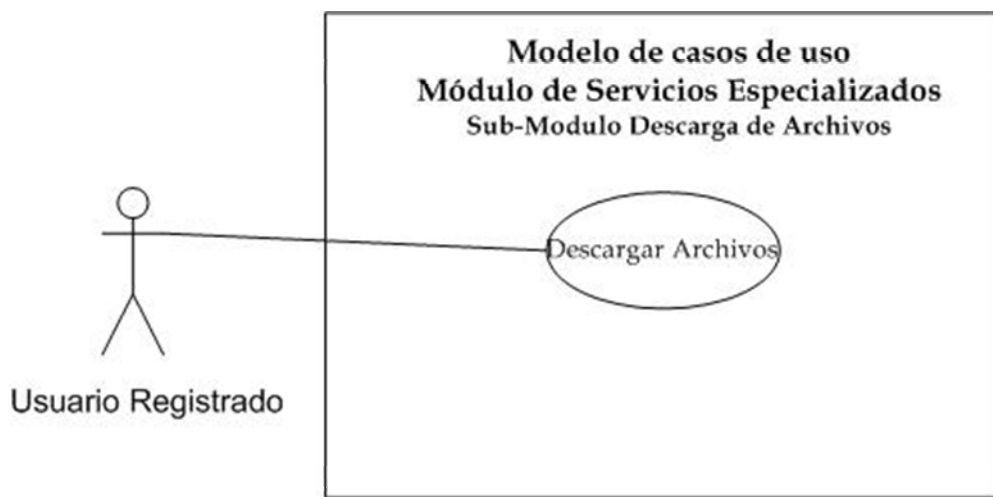 Modelo de casos de uso
Módulo de Servicios Especializados
Sub-Modulo Descarga de Archivos
Descargar Archivos
Usuario Registrado